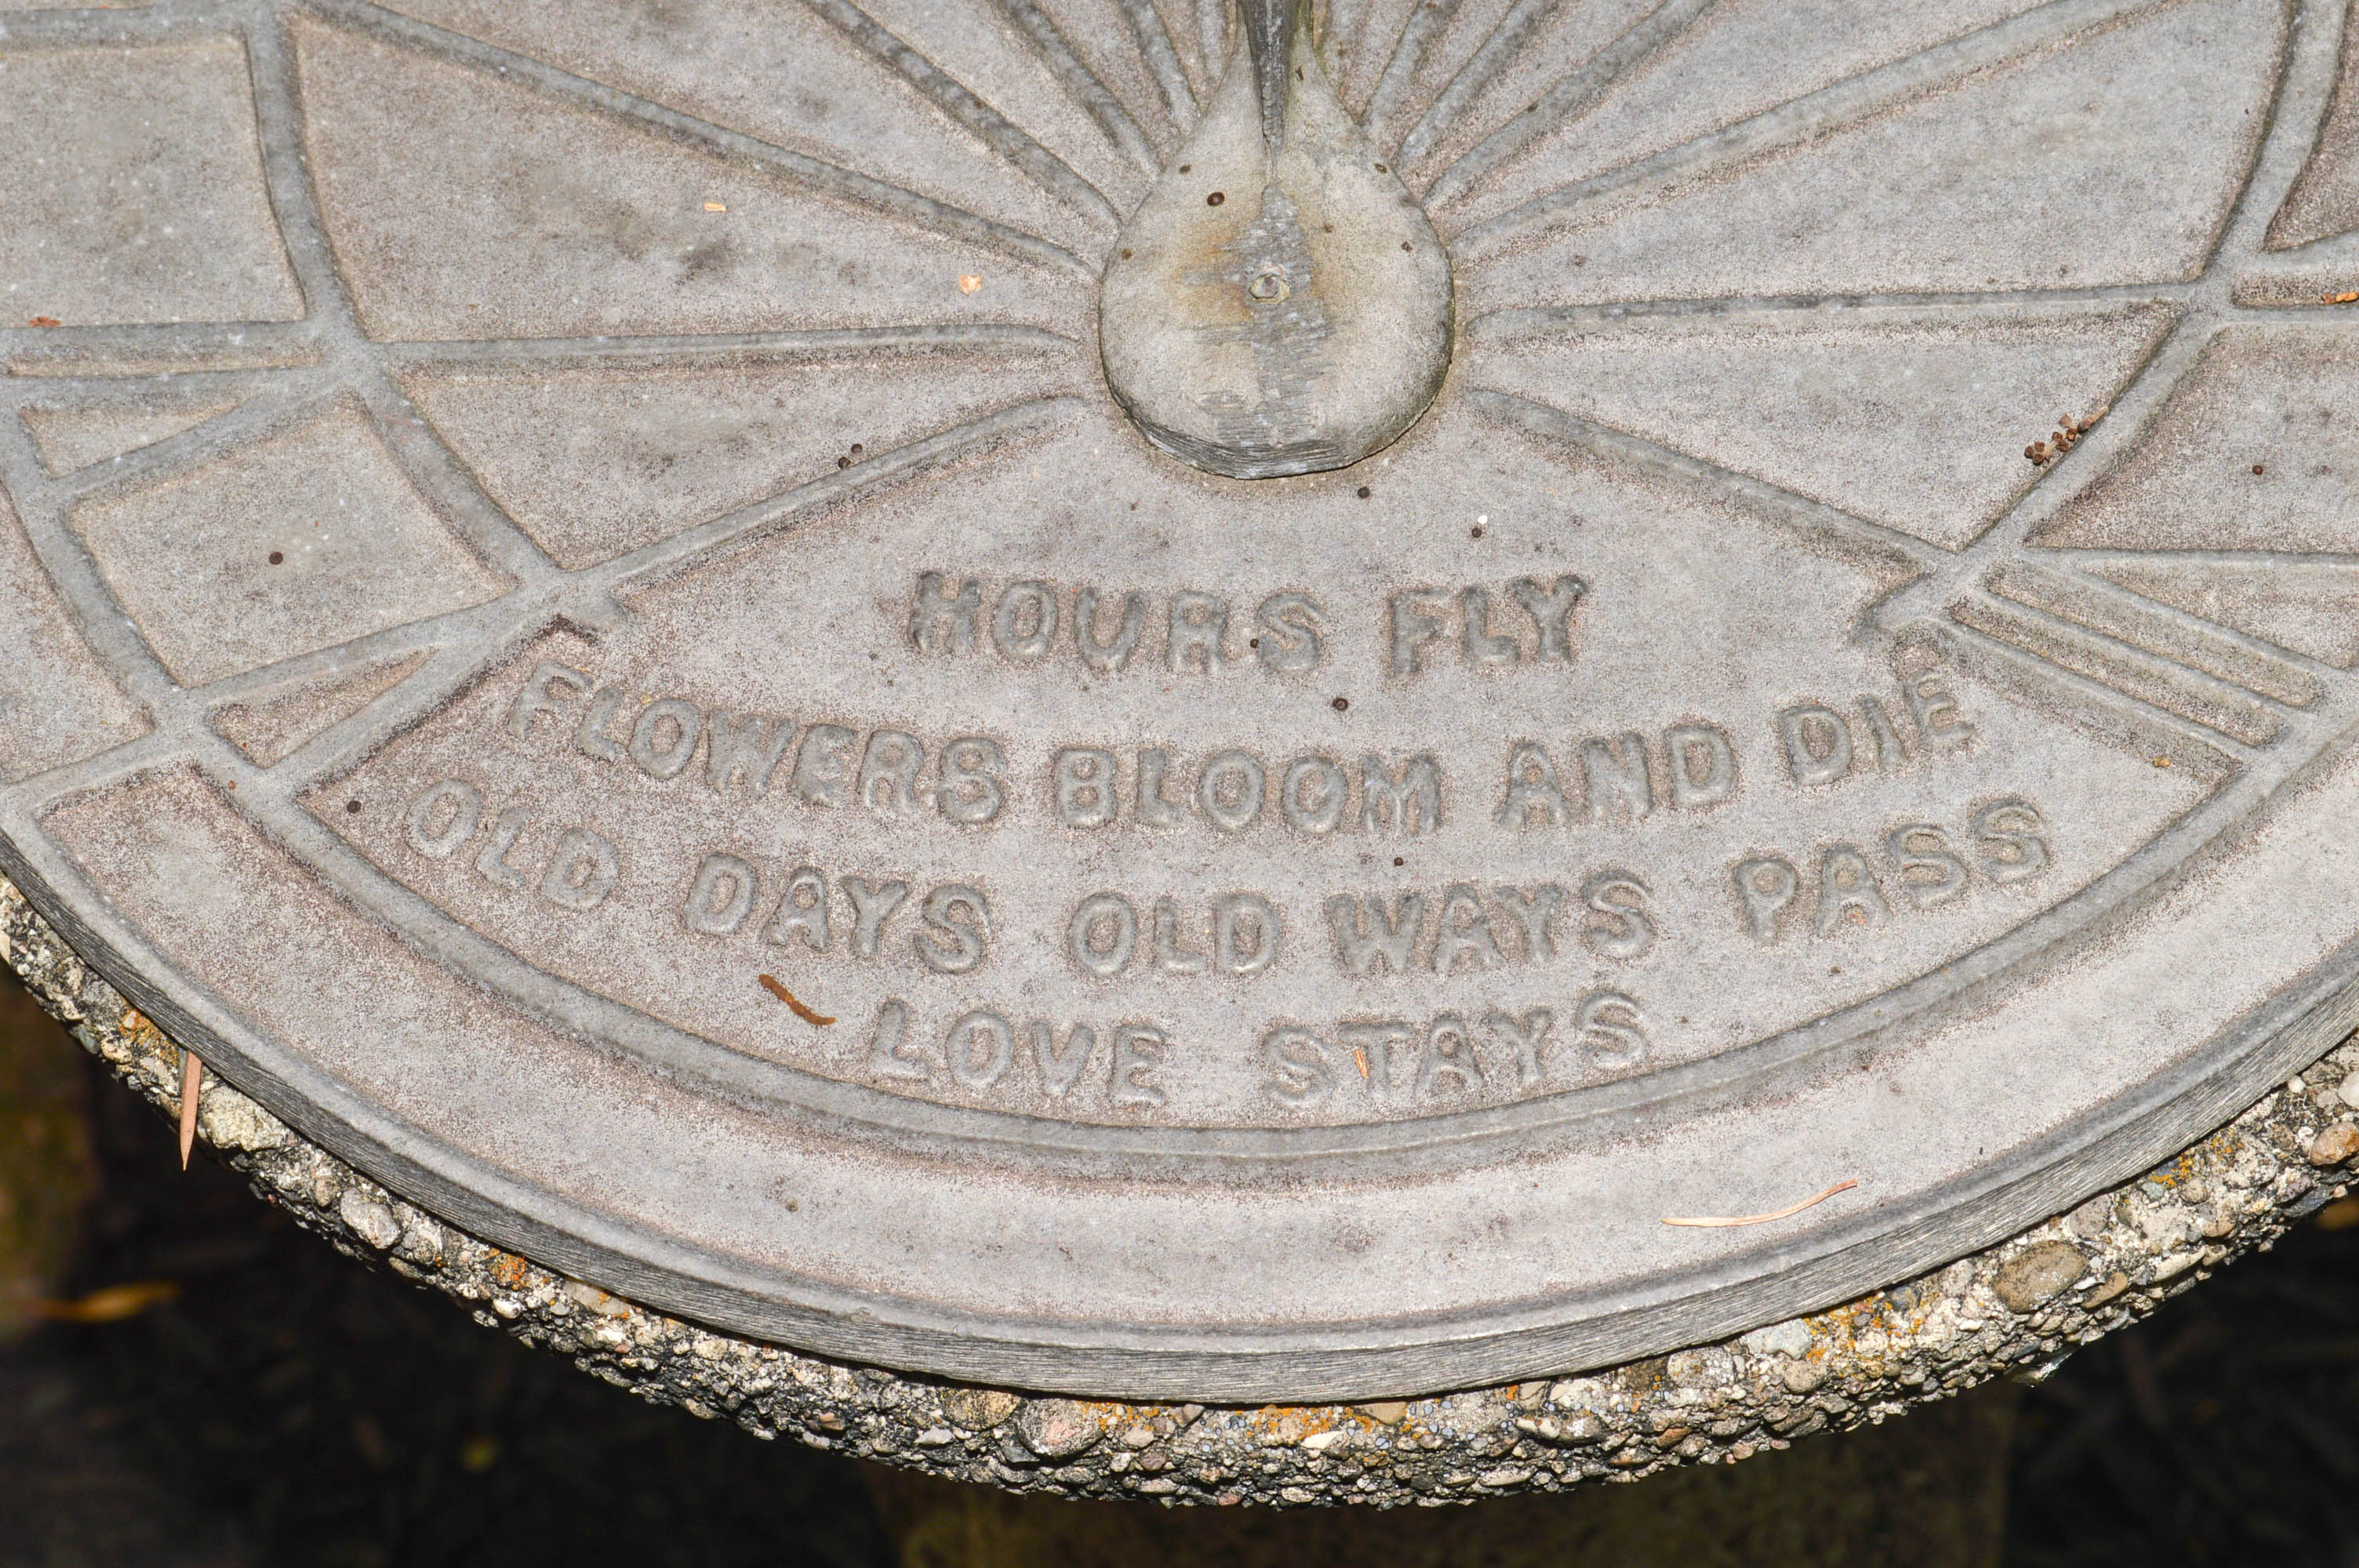 HOURS FLY
FLOWERS BLOOM AND DIE
OLD DAYS OLD WAYS PASS
LOVE STAYS